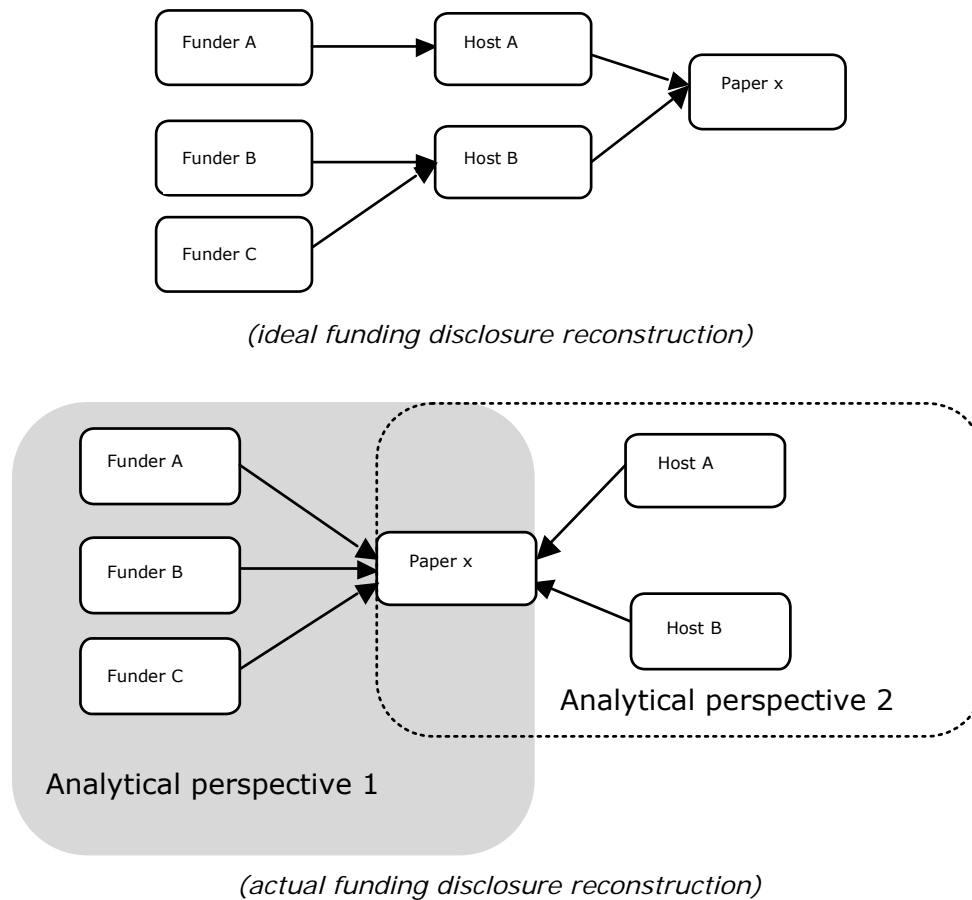 Funder A
Host A
Paper x
Funder B
Host B
Funder C
(ideal funding disclosure reconstruction)
Funder A
Host A
Funder B
Paper x
Host B
Funder C
Analytical perspective 2
Analytical perspective 1
(actual funding disclosure reconstruction)